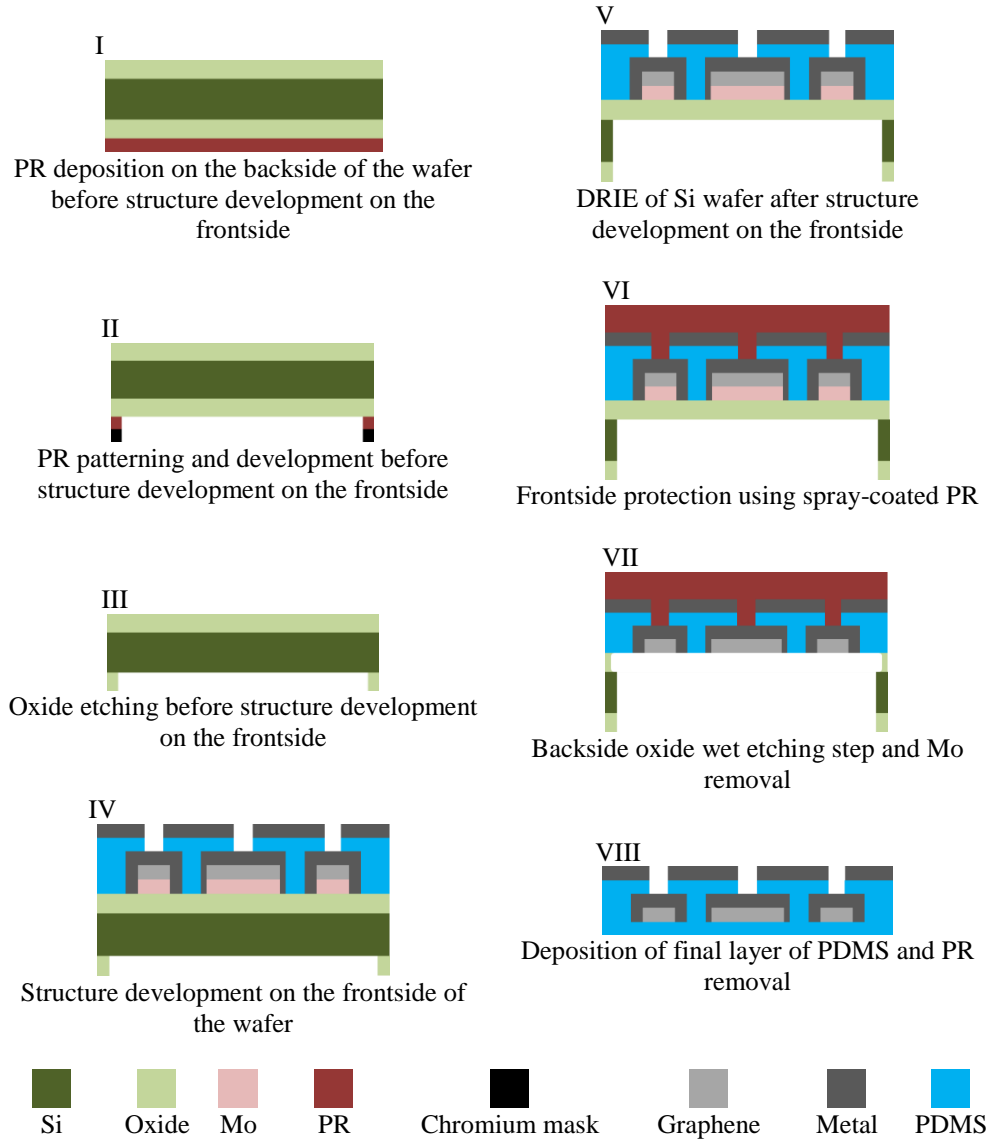 I
PR deposition on the backside of the wafer
before structure development on the
frontside
II
PR patterning and development before
structure development on the frontside
III
Oxide etching before structure development
on the frontside
IV
Structure development on the frontside of
the wafer
V
DRIE of Si wafer after structure
development on the frontside
VI
Frontside protection using spray-coated PR
VII
Backside oxide wet etching step and Mo
removal
VIII
Deposition of final layer of PDMS and PR
removal
Si Oxide Mo PR Chromium mask Graphene Metal PDMS